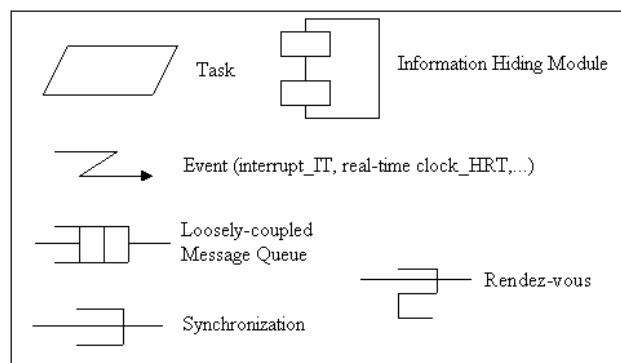 Task
Information Hiding Module
Event (interrupt_IT, real-time clock_HRT,...)
Loosely-coupled
Message Queue
Rendez-vous
Synchronization